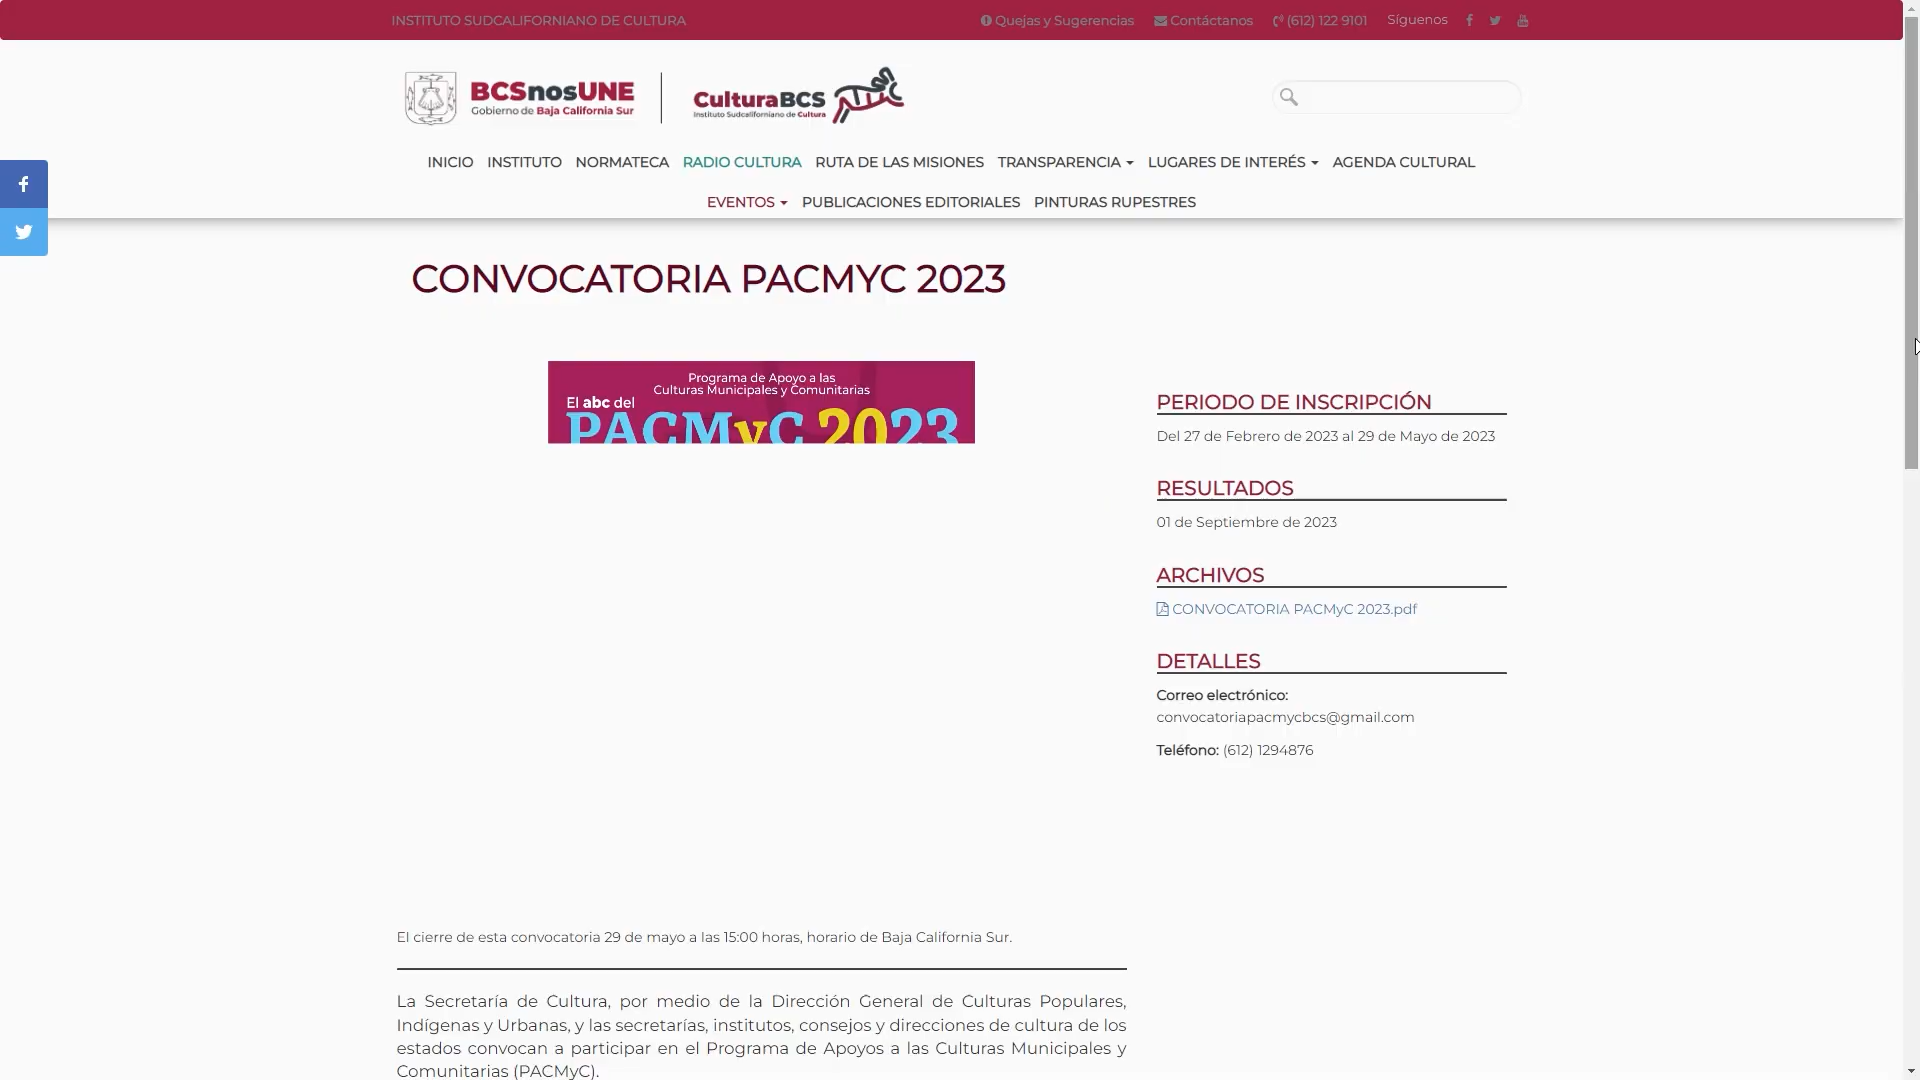 INSTITUTO SUDCALIFORNIANO DE CULTURA
Quejas y Sugerencias
Contáctanos
(612) 122 9101
Síguenos
BCSnosUNE
Gobierno de Baja California Sur
CulturaBCS
Instituto Sudcaliforniano de Cultura
INICIO INSTITUTO NORMATECA RADIO CULTURA RUTA DE LAS MISIONES TRANSPARENCIA LUGARES DE INTERÉS AGENDA CULTURAL
EVENTOS PUBLICACIONES EDITORIALES PINTURAS RUPESTRES
CONVOCATORIA PACMYC 2023
Programa de Apoyo a las
Culturas Municipales y Comunitarias
El abc del
PACMyC 2023
El cierre de esta convocatoria 29 de mayo a las 15:00 horas, horario de Baja California Sur.
La Secretaría de Cultura, por medio de la Dirección General de Culturas Populares,
Indígenas y Urbanas, y las secretarías, institutos, consejos y direcciones de cultura de los
estados convocan a participar en el Programa de Apoyos a las Culturas Municipales y
Comunitarias (PACMyC).
PERIODO DE INSCRIPCIÓN
Del 27 de Febrero de 2023 al 29 de Mayo de 2023
RESULTADOS
01 de Septiembre de 2023
ARCHIVOS
CONVOCATORIA PACMyC 2023.pdf
DETALLES
Correo electrónico:
convocatoriapacmycbcs@gmail.com
Teléfono: (612) 1294876